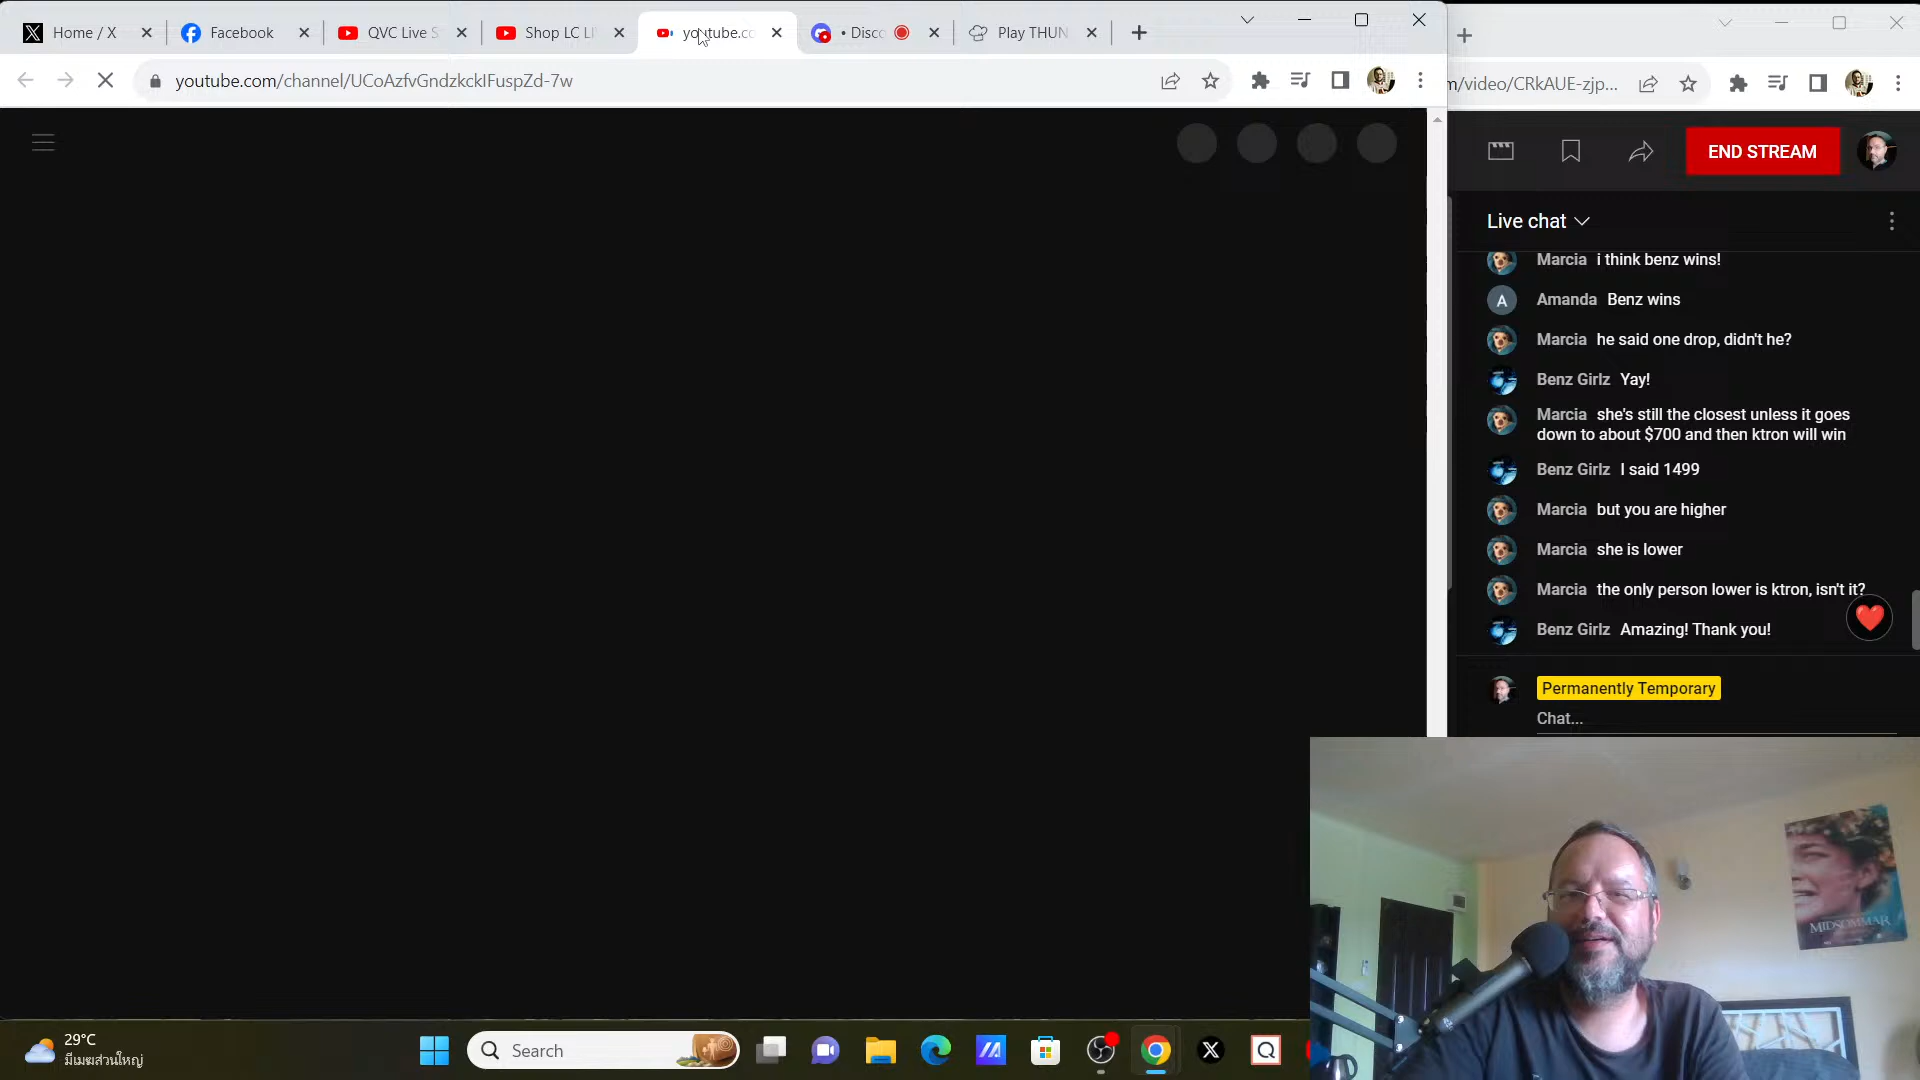 Home / X
Facebook
QVC Live S
Shop LC LI
youtube.co
• Disco
Play THUN
youtube.com/channel/UCoAzfvGndzkckIFuspZd-7w
m/video/CRkAUE-zjp...
END STREAM
Live chat
Marcia i think benz wins!
A Amanda Benz wins
Marcia he said one drop, didn't he?
Benz Girlz Yay!
Marcia she's still the closest unless it goes
down to about $700 and then ktron will win
Benz Girlz I said 1499
Marcia but you are higher
Marcia she is lower
Marcia the only person lower is ktron, isn't it?
Benz Girlz Amazing! Thank you!
Permanently Temporary
Chat...
MIDSOMMAR
29°C
มีเมฆส่วนใหญ่
Search